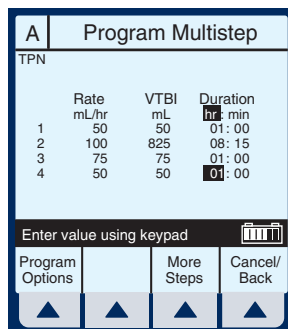 A Program Multistep
TPN
Rate VTBI Duration
mL/hr mL hr : min
1 50 50 01: 00
2 100 825 08: 15
3 75 75 01: 00
4 50 50 01: 00
Enter value using keypad
Program More Cancel/
Options Steps Back